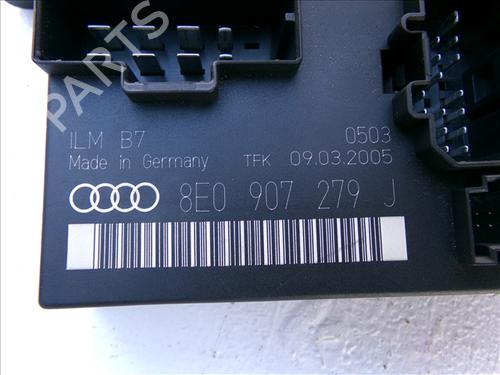 B-PARTS
ILM B7 0503
Made in Germany TFK 09.03.2005
8E0 907 279 J